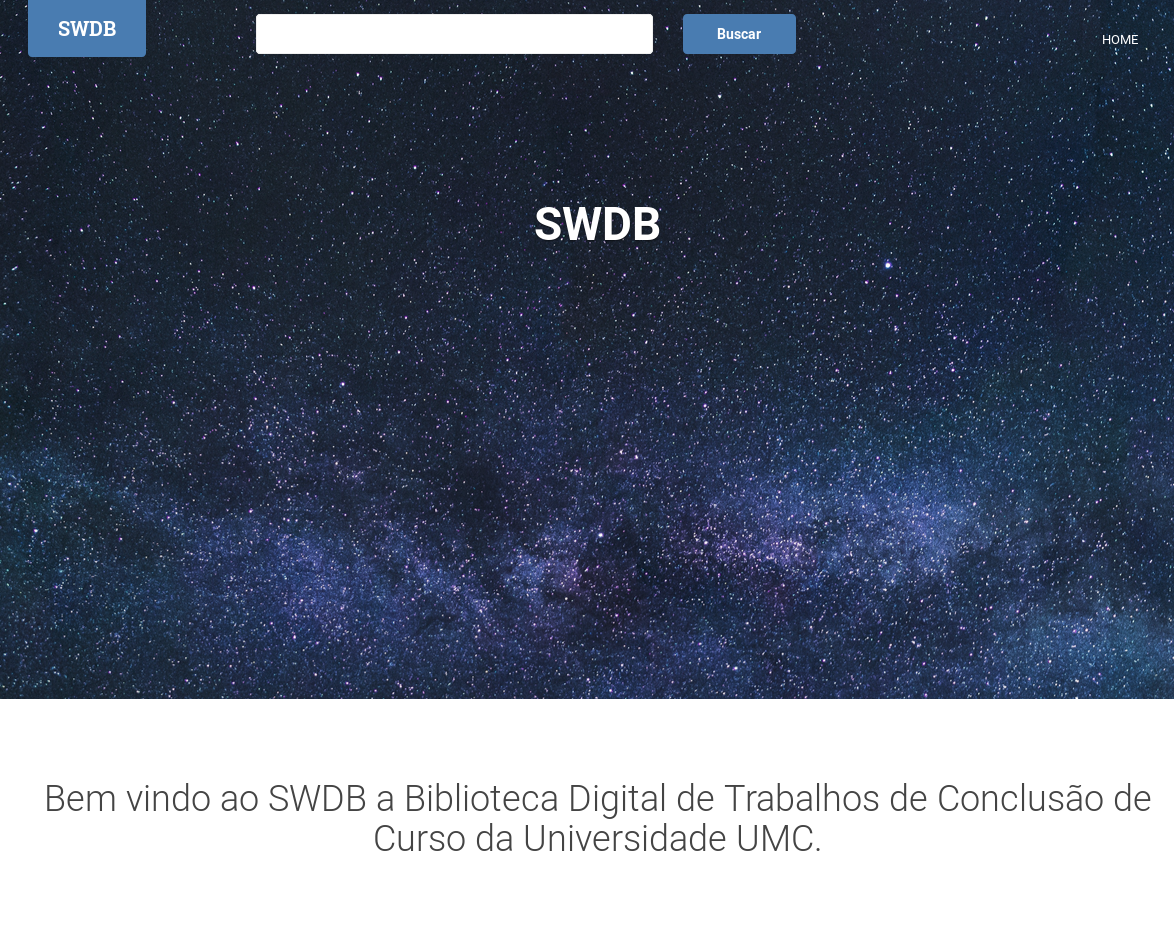 SWDB
Buscar
HOME
SWDB
Bem vindo ao SWDB a Biblioteca Digital de Trabalhos de Conclusão de
Curso da Universidade UMC.